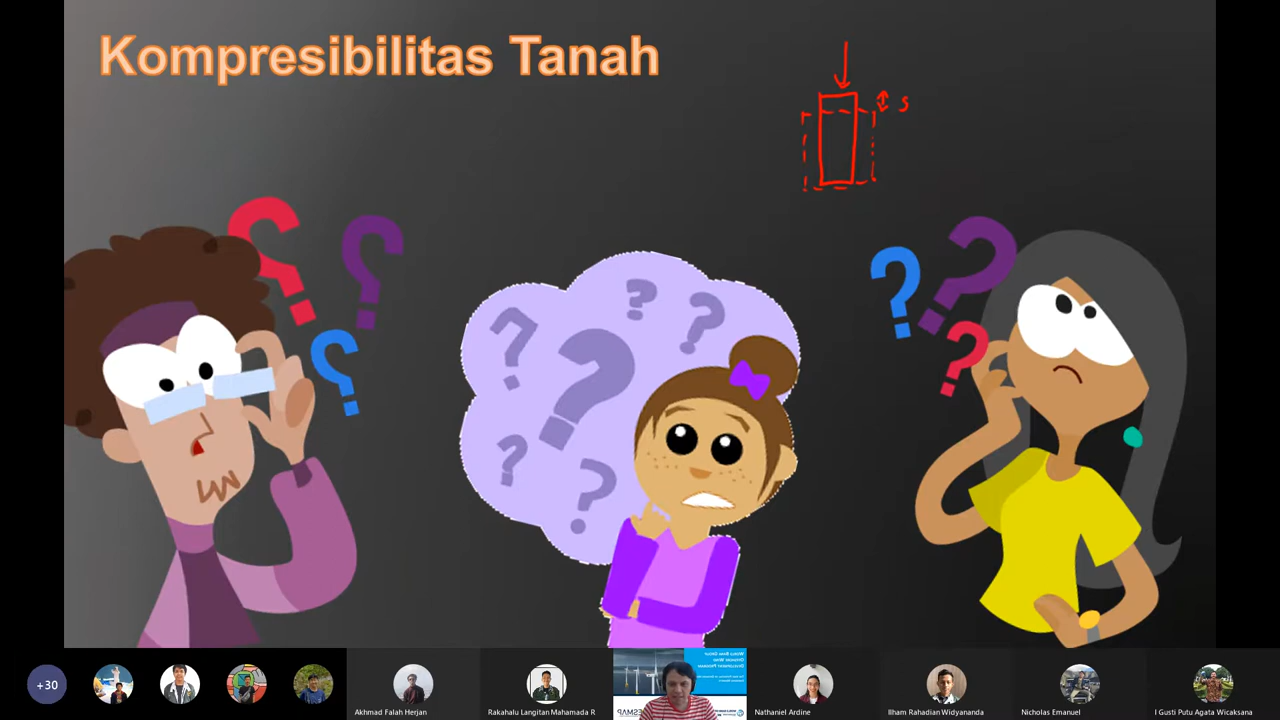 Kompresibilitas Tanah
s
+30
Akhmad Falah Herjan
Rakahalu Langitan Mahamada R
Nathaniel Ardine
Ilham Rahadian Widyananda
Nicholas Emanuel
I Gusti Putu Agata Wicaksana